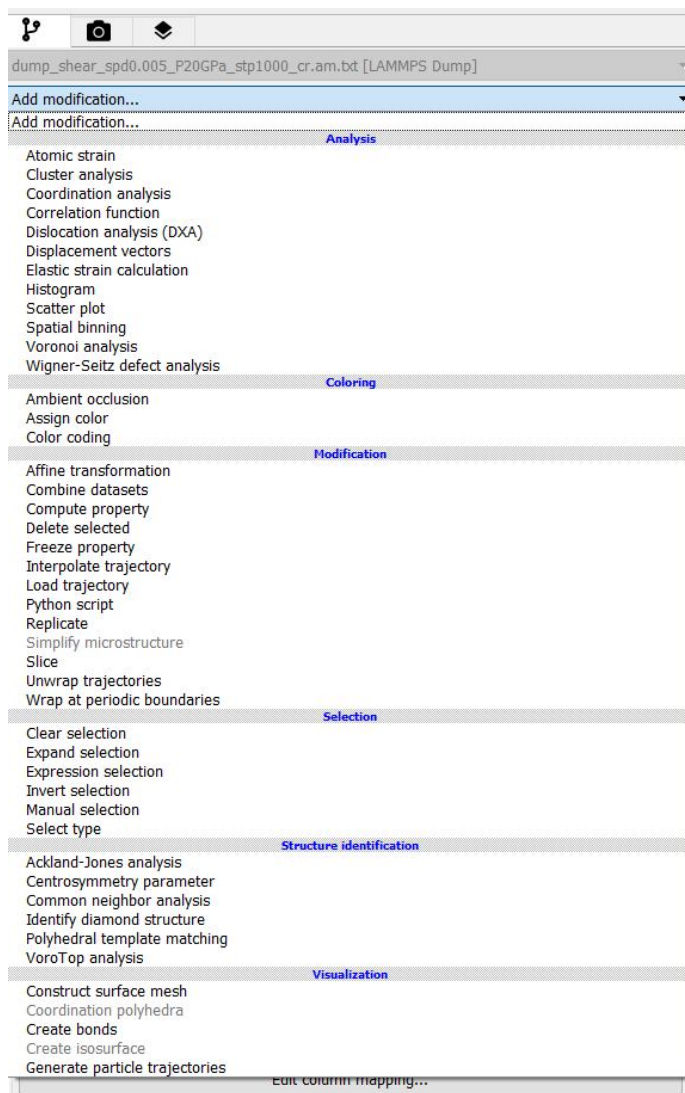 dump_shear_spd0.005_P20GPa_stp1000_cr.am.txt [LAMMPS Dump]
Add modification...
Add modification...
Analysis
Atomic strain
Cluster analysis
Coordination analysis
Correlation function
Dislocation analysis (DXA)
Displacement vectors
Elastic strain calculation
Histogram
Scatter plot
Spatial binning
Voronoi analysis
Wigner-Seitz defect analysis
Coloring
Ambient occlusion
Assign color
Color coding
Modification
Affine transformation
Combine datasets
Compute property
Delete selected
Freeze property
Interpolate trajectory
Load trajectory
Python script
Replicate
Simplify microstructure
Slice
Unwrap trajectories
Wrap at periodic boundaries
Selection
Clear selection
Expand selection
Expression selection
Invert selection
Manual selection
Select type
Structure identification
Ackland-Jones analysis
Centrosymmetry parameter
Common neighbor analysis
Identify diamond structure
Polyhedral template matching
VoroTop analysis
Visualization
Construct surface mesh
Coordination polyhedra
Create bonds
Create isosurface
Generate particle trajectories
Edit column mapping...